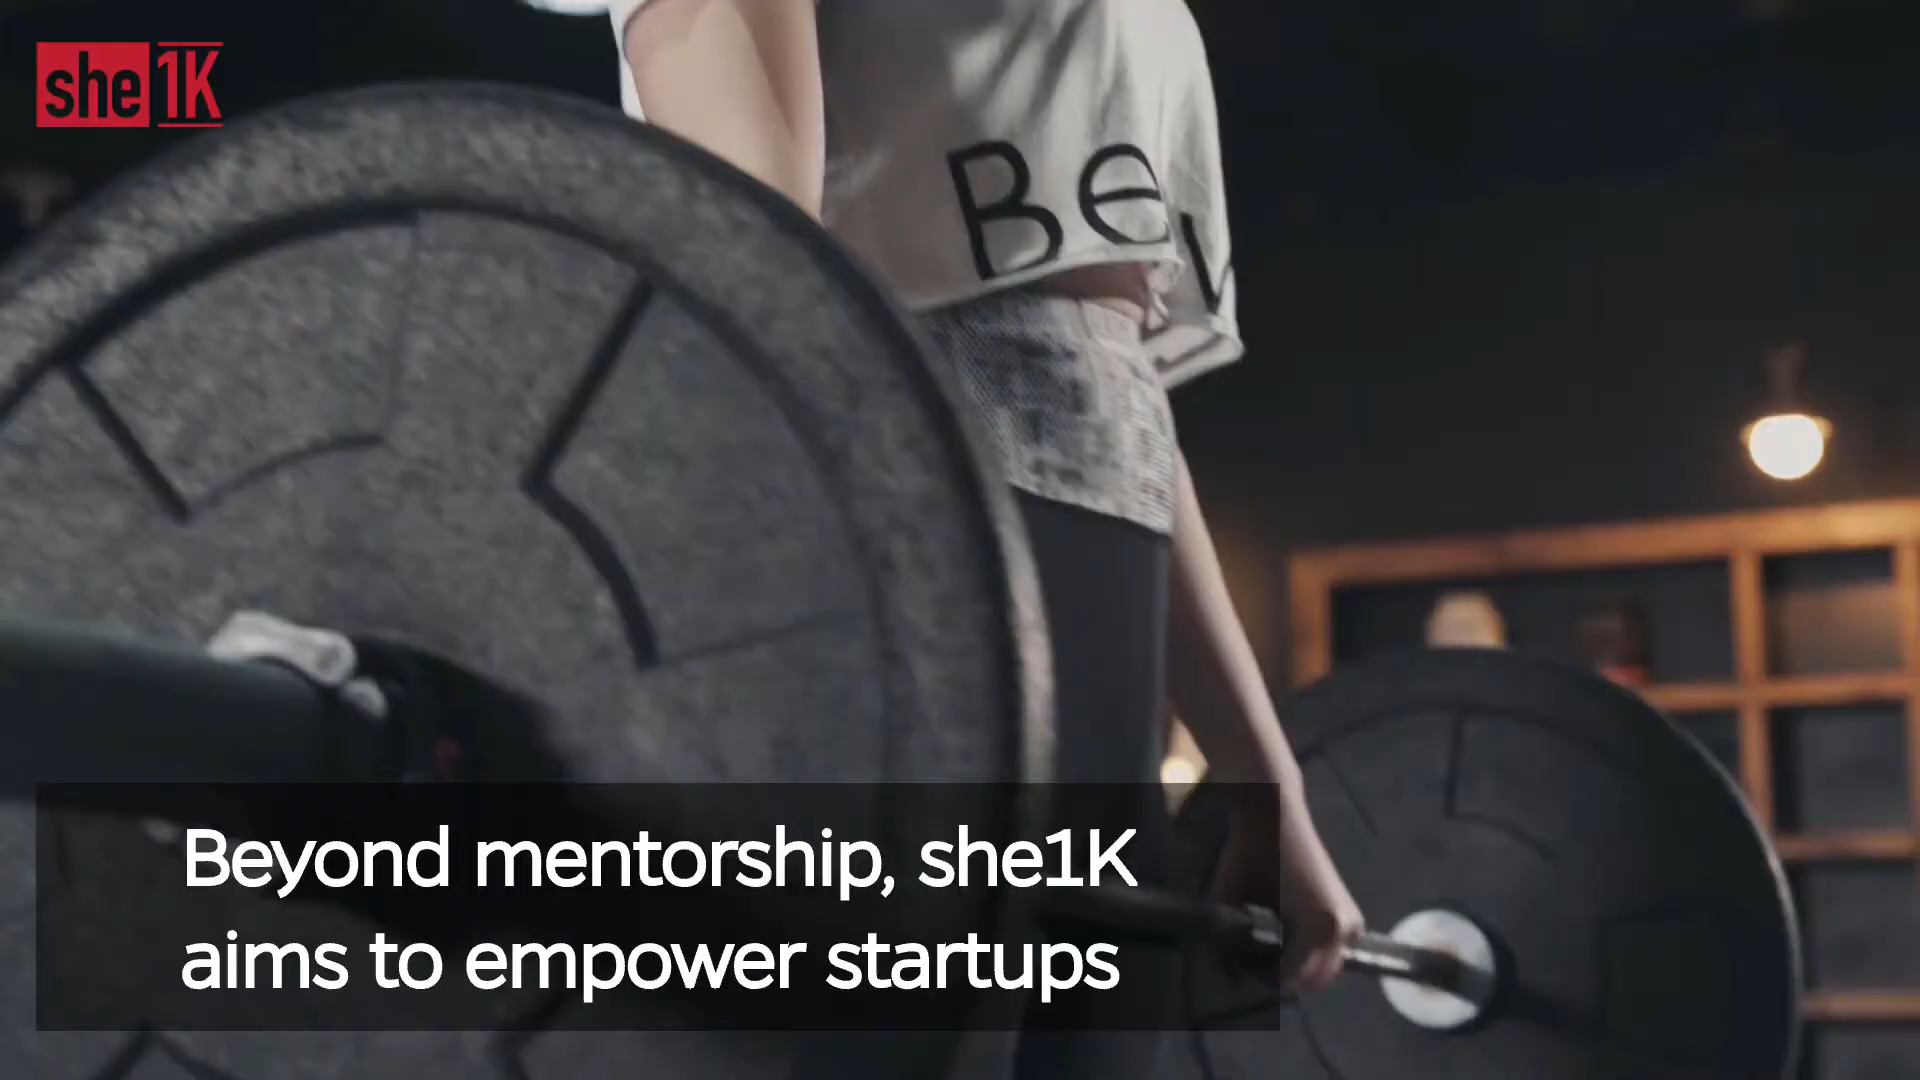 she1K
Be
Beyond mentorship, she1K
aims to empower startups